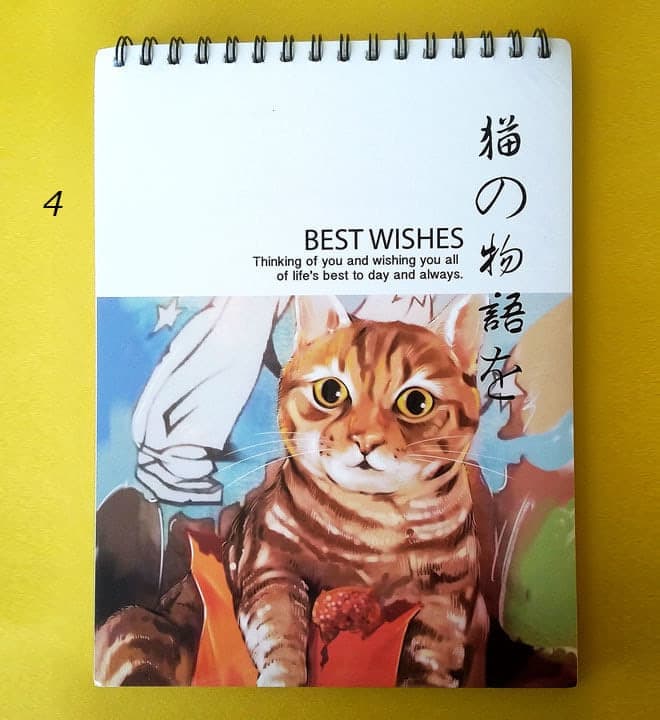 4
猫の物語を
BEST WISHES
Thinking of you and wishing you all
of life's best to day and always.